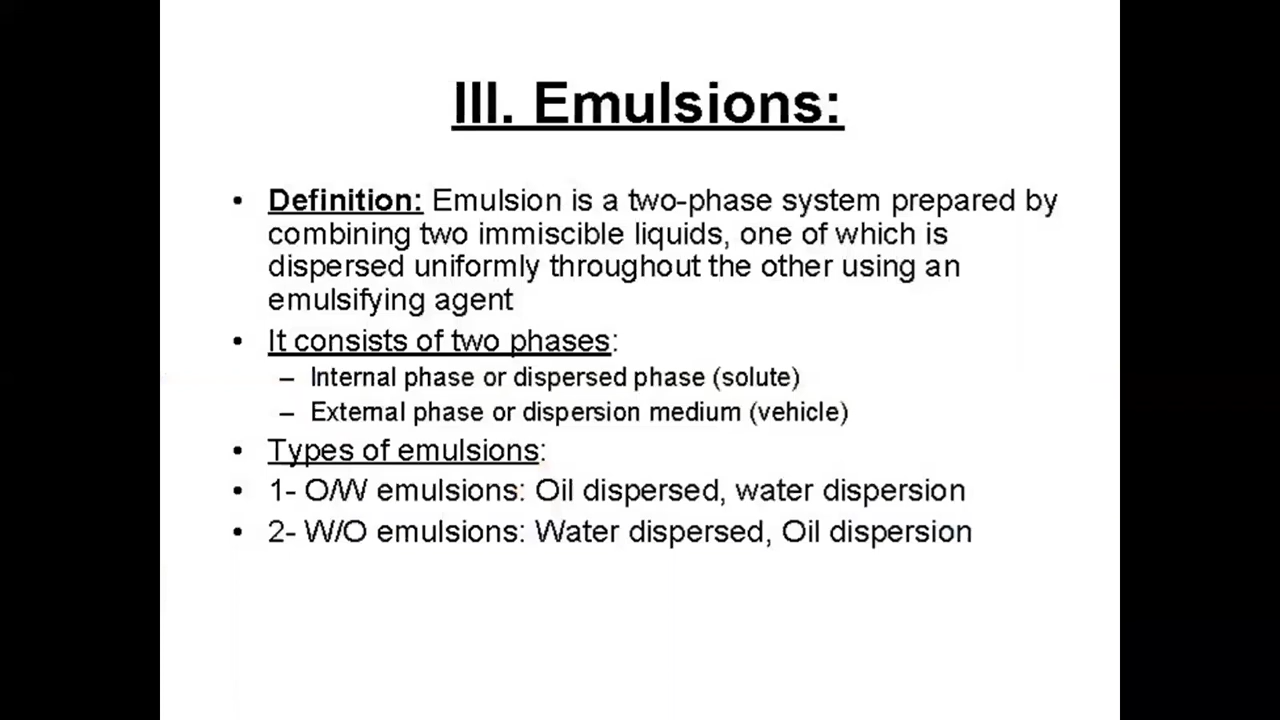 III. Emulsions:
• Definition: Emulsion is a two-phase system prepared by
combining two immiscible liquids, one of which is
dispersed uniformly throughout the other using an
emulsifying agent
• It consists of two phases:
– Internal phase or dispersed phase (solute)
– External phase or dispersion medium (vehicle)
• Types of emulsions:
• 1- O/W emulsions: Oil dispersed, water dispersion
• 2- W/O emulsions: Water dispersed, Oil dispersion